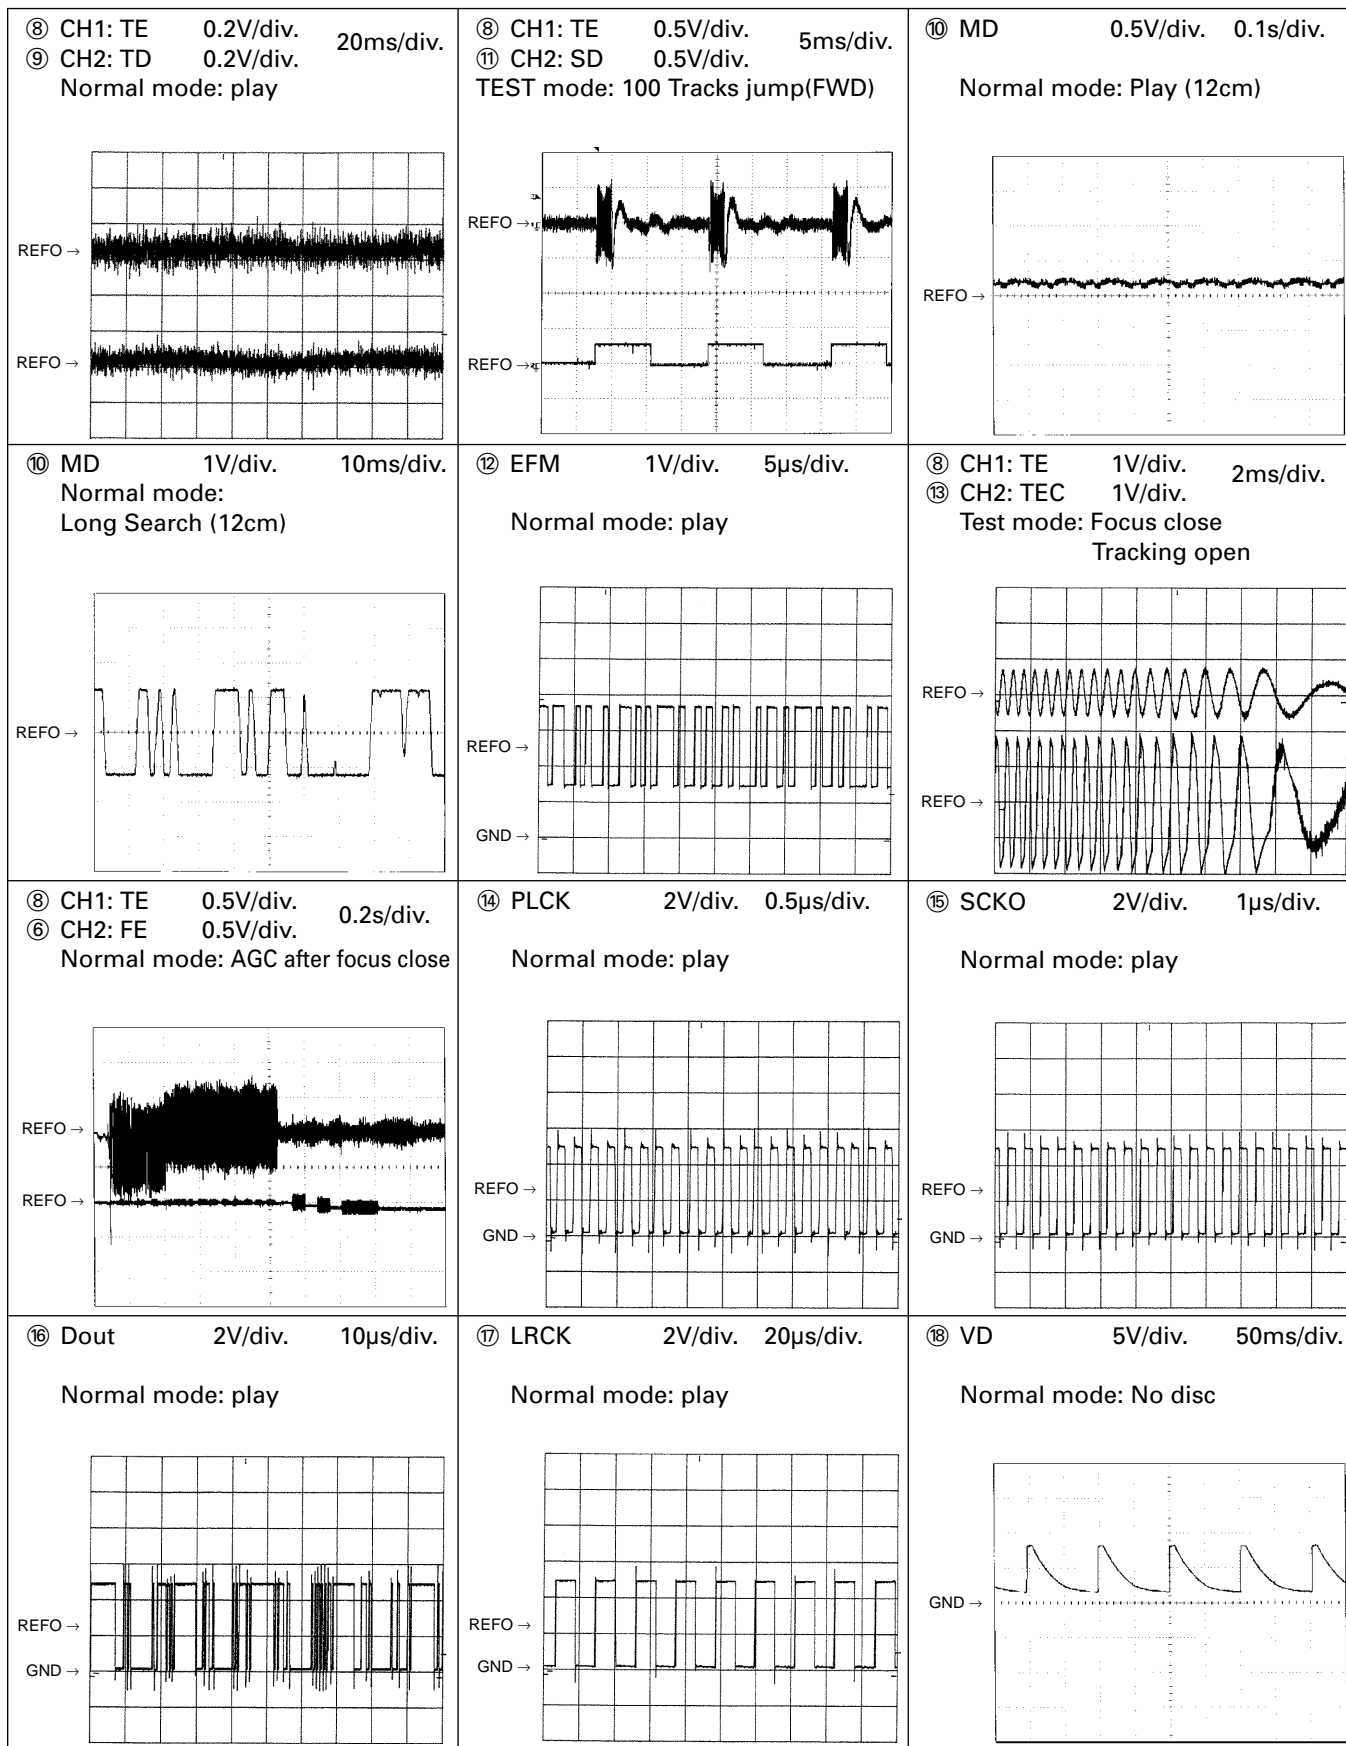 ⑧ CH1: TE 0.2V/div. 20ms/div.
⑨ CH2: TD 0.2V/div.
Normal mode: play
REFO →
REFO →
⑧ CH1: TE 0.5V/div. 5ms/div.
⑪ CH2: SD 0.5V/div.
TEST mode: 100 Tracks jump(FWD)
REFO →
REFO →
⑩ MD 0.5V/div. 0.1s/div.
Normal mode: Play (12cm)
REFO →
⑩ MD 1V/div. 10ms/div.
Normal mode:
Long Search (12cm)
REFO →
⑫ EFM 1V/div. 5µs/div.
Normal mode: play
REFO →
GND →
⑧ CH1: TE 1V/div. 2ms/div.
⑬ CH2: TEC 1V/div.
Test mode: Focus close
Tracking open
REFO →
REFO →
⑧ CH1: TE 0.5V/div. 0.2s/div.
⑥ CH2: FE 0.5V/div.
Normal mode: AGC after focus close
REFO →
REFO →
⑭ PLCK 2V/div. 0.5µs/div.
Normal mode: play
REFO →
GND →
⑮ SCKO 2V/div. 1µs/div.
Normal mode: play
REFO →
GND →
⑯ Dout 2V/div. 10µs/div.
Normal mode: play
REFO →
GND →
⑰ LRCK 2V/div. 20µs/div.
Normal mode: play
REFO →
GND →
⑱ VD 5V/div. 50ms/div.
Normal mode: No disc
GND →